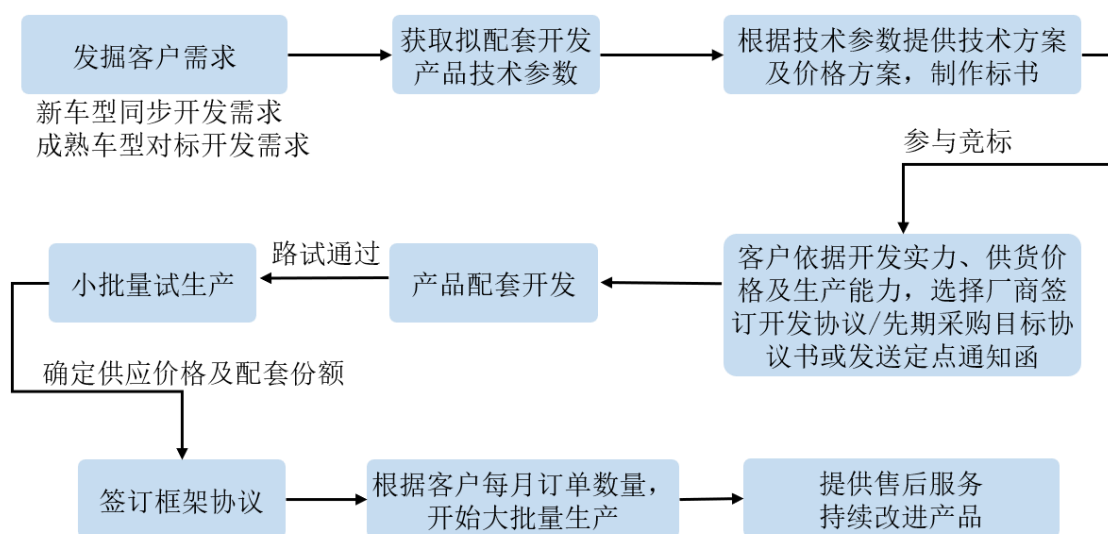 发掘客户需求
新车型同步开发需求
成熟车型对标开发需求
获取拟配套开发
产品技术参数
根据技术参数提供技术方案
及价格方案，制作标书
参与竞标
客户依据开发实力、供货价
格及生产能力，选择厂商签
订开发协议/先期采购目标协
议书或发送定点通知函
产品配套开发
路试通过
小批量试生产
确定供应价格及配套份额
签订框架协议
根据客户每月订单数量，
开始大批量生产
提供售后服务
持续改进产品